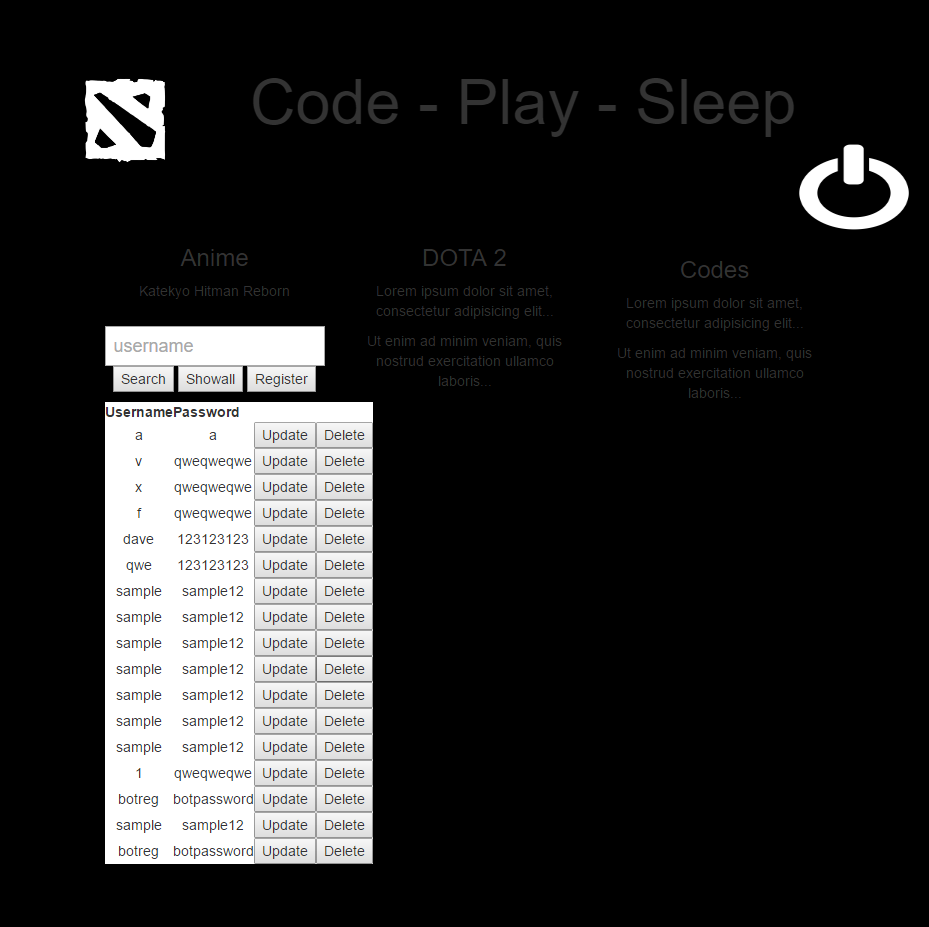 Code - Play - Sleep
Anime
Katekyo Hitman Reborn
DOTA 2
Lorem ipsum dolor sit amet,
consectetur adipisicing elit...
Ut enim ad minim veniam, quis
nostrud exercitation ullamco
laboris...
Codes
Lorem ipsum dolor sit amet,
consectetur adipisicing elit...
Ut enim ad minim veniam, quis
nostrud exercitation ullamco
laboris...
username
Search Showall Register
UsernamePassword
a a Update Delete
v qweqweqwe Update Delete
x qweqweqwe Update Delete
f qweqweqwe Update Delete
dave 123123123 Update Delete
qwe 123123123 Update Delete
sample sample12 Update Delete
sample sample12 Update Delete
sample sample12 Update Delete
sample sample12 Update Delete
sample sample12 Update Delete
sample sample12 Update Delete
sample sample12 Update Delete
1 qweqweqwe Update Delete
botreg botpassword Update Delete
sample sample12 Update Delete
botreg botpassword Update Delete